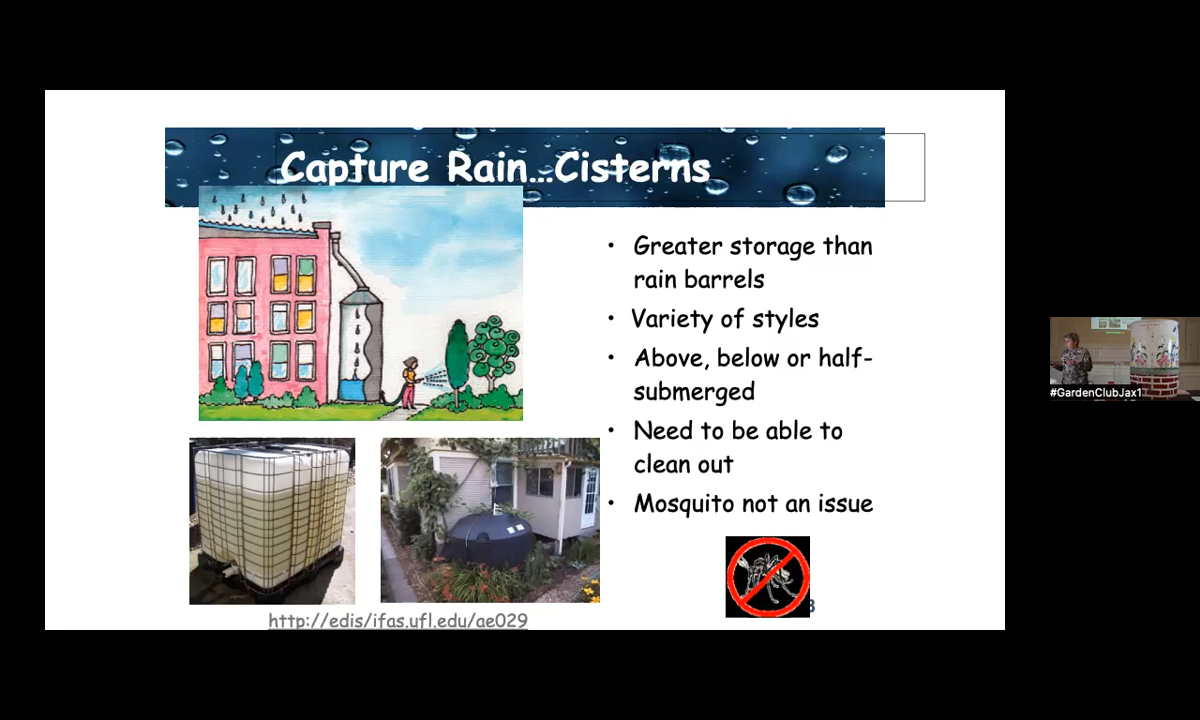 Capture Rain...Cisterns
• Greater storage than
rain barrels
• Variety of styles
• Above, below or half-
submerged
• Need to be able to
clean out
• Mosquito not an issue
http://edis/ifas.ufl.edu/ae029
#GardenClubJax1